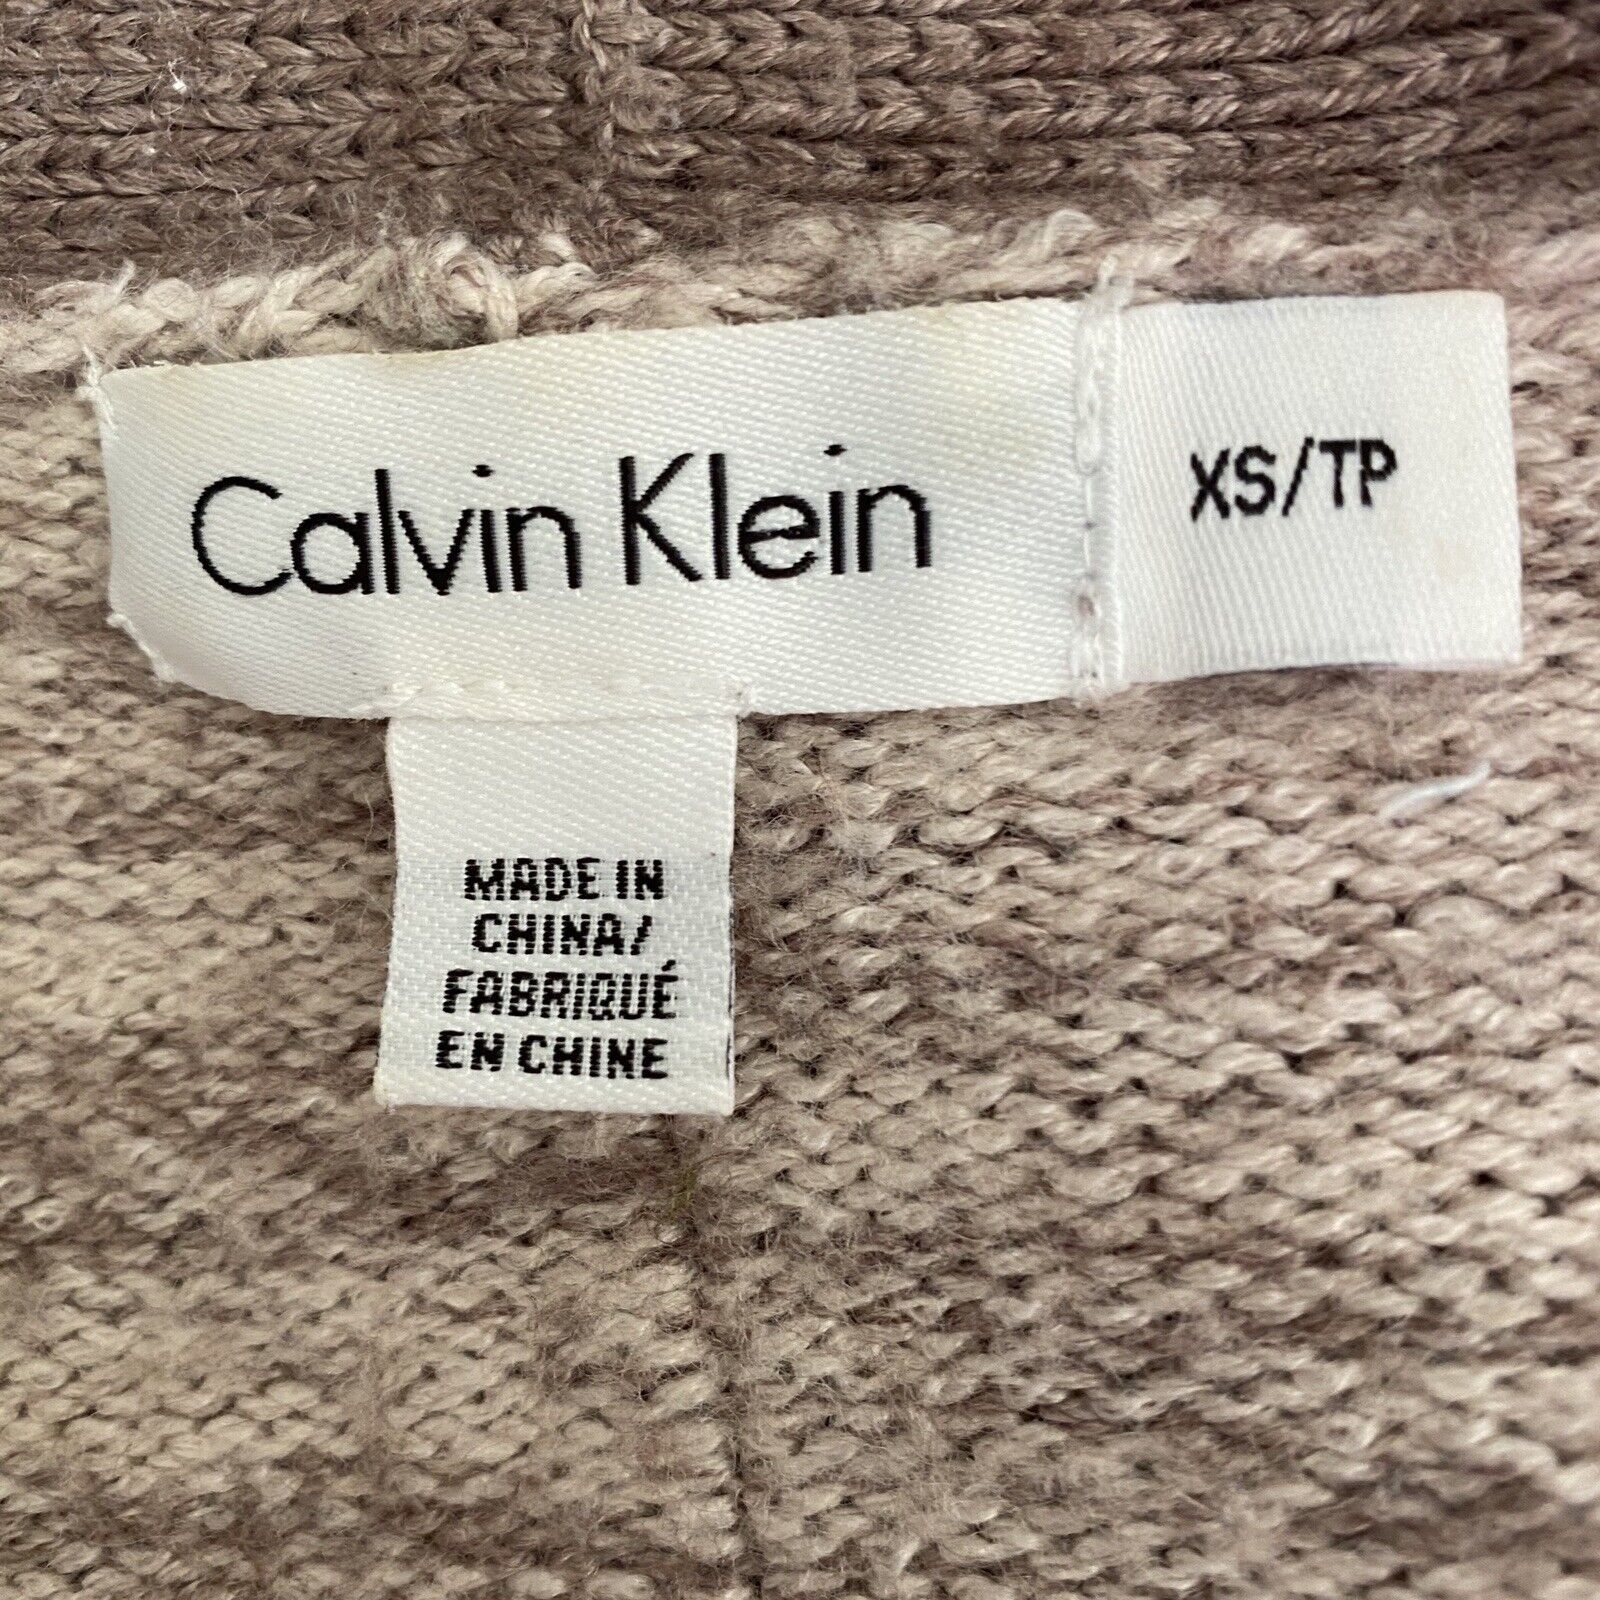 Calvin Klein
XS/TP
MADE IN
CHINA/
FABRIQUÉ
EN CHINE